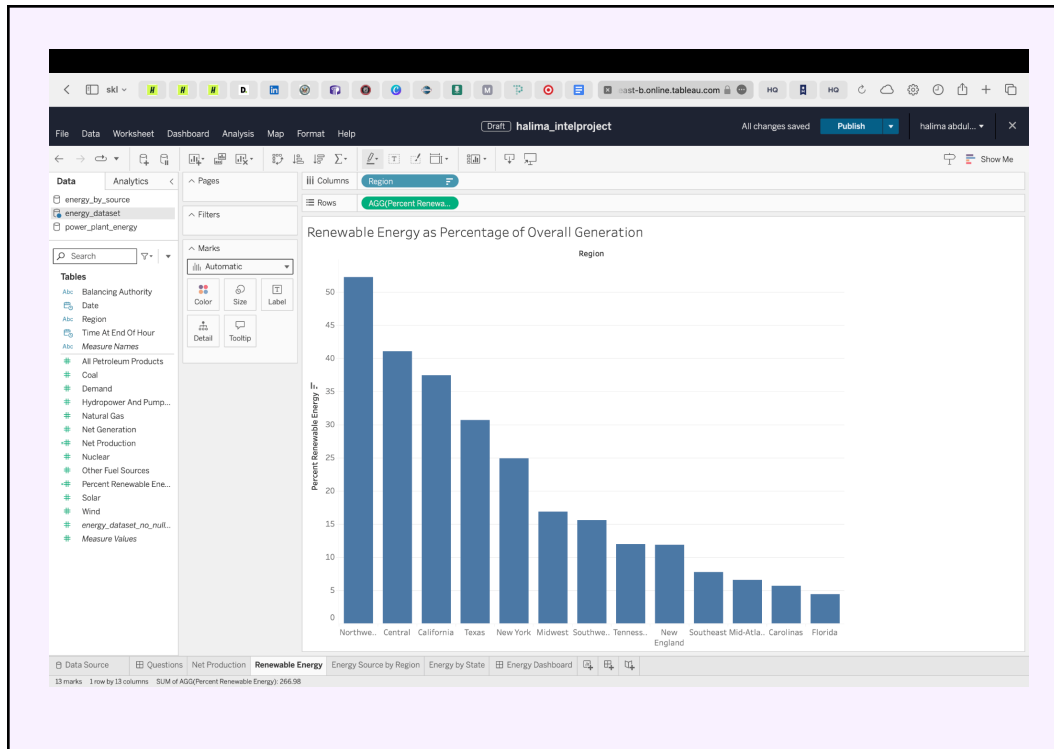 skl
H
H
H
D.
in
C
M
ast-b.online.tableau.com
HQ
HQ
File Data Worksheet Dashboard Analysis Map Format Help
Draft halima_intelproject
All changes saved
Publish
halima abdul...
Show Me
Data Analytics
energy_by_source
energy_dataset
power_plant_energy
Search
Tables
Abc Balancing Authority
Date
Abc Region
Time At End Of Hour
Abc Measure Names
# All Petroleum Products
# Coal
# Demand
# Hydropower And Pump...
# Natural Gas
# Net Generation
=# Net Production
# Nuclear
# Other Fuel Sources
=# Percent Renewable Ene...
# Solar
# Wind
# energy_dataset_no_null...
# Measure Values
Pages
Filters
Marks
Automatic
Color Size Label
Detail Tooltip
Columns Region
Rows AGG(Percent Renewa...
Renewable Energy as Percentage of Overall Generation
Region
Percent Renewable Energy
50
45
40
35
30
25
20
15
10
5
0
Northwe.. Central California Texas New York Midwest Southwe.. Tenness.. New England Southeast Mid-Atla.. Carolinas Florida
Data Source Questions Net Production Renewable Energy Energy Source by Region Energy by State Energy Dashboard
13 marks 1 row by 13 columns SUM of AGG(Percent Renewable Energy): 266.98